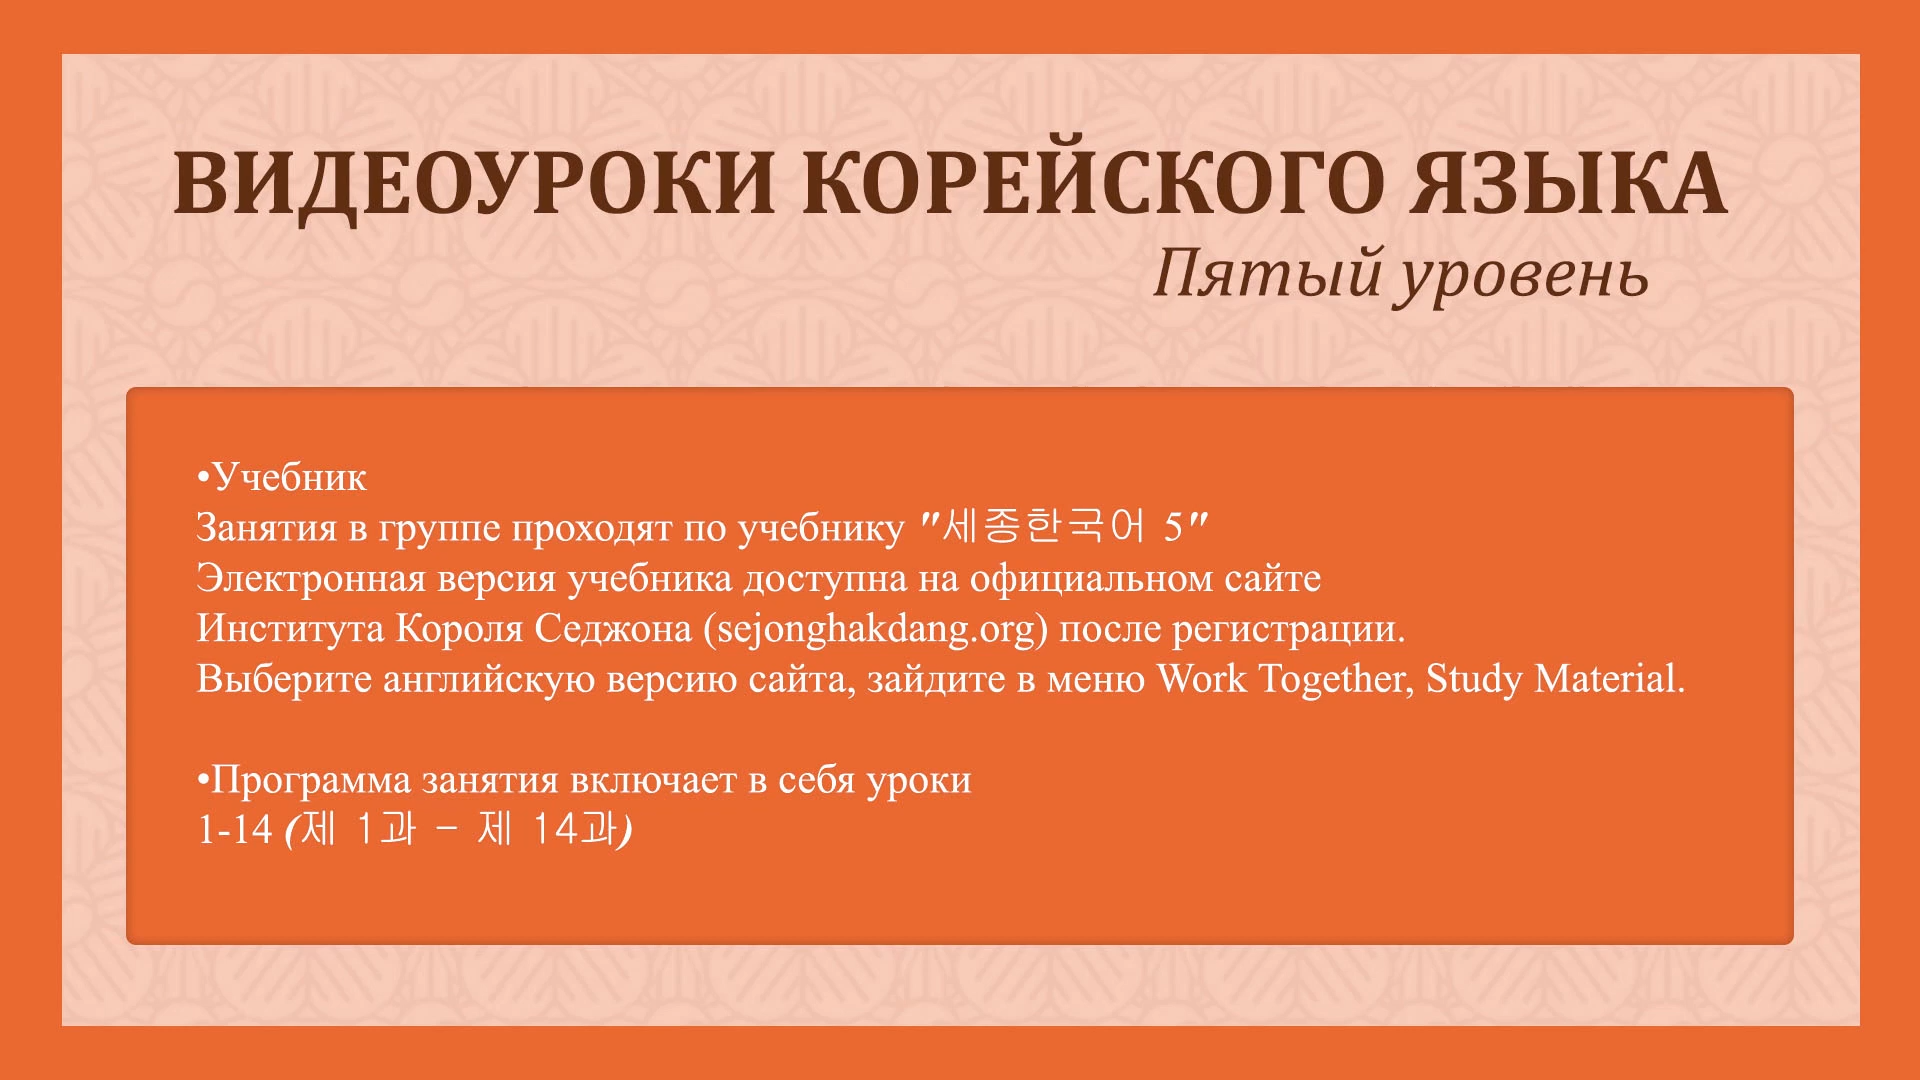 ВИДЕОУРОКИ КОРЕЙСКОГО ЯЗЫКА
Пятый уровень
•Учебник
Занятия в группе проходят по учебнику "세종한국어 5"
Электронная версия учебника доступна на официальном сайте
Института Короля Седжона (sejonghakdang.org) после регистрации.
Выберите английскую версию сайта, зайдите в меню Work Together, Study Material.
•Программа занятия включает в себя уроки
1-14 (제 1과 – 제 14과)